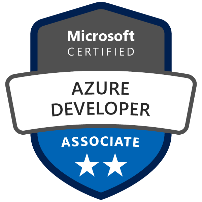 Microsoft
CERTIFIED
AZURE
DEVELOPER
ASSOCIATE